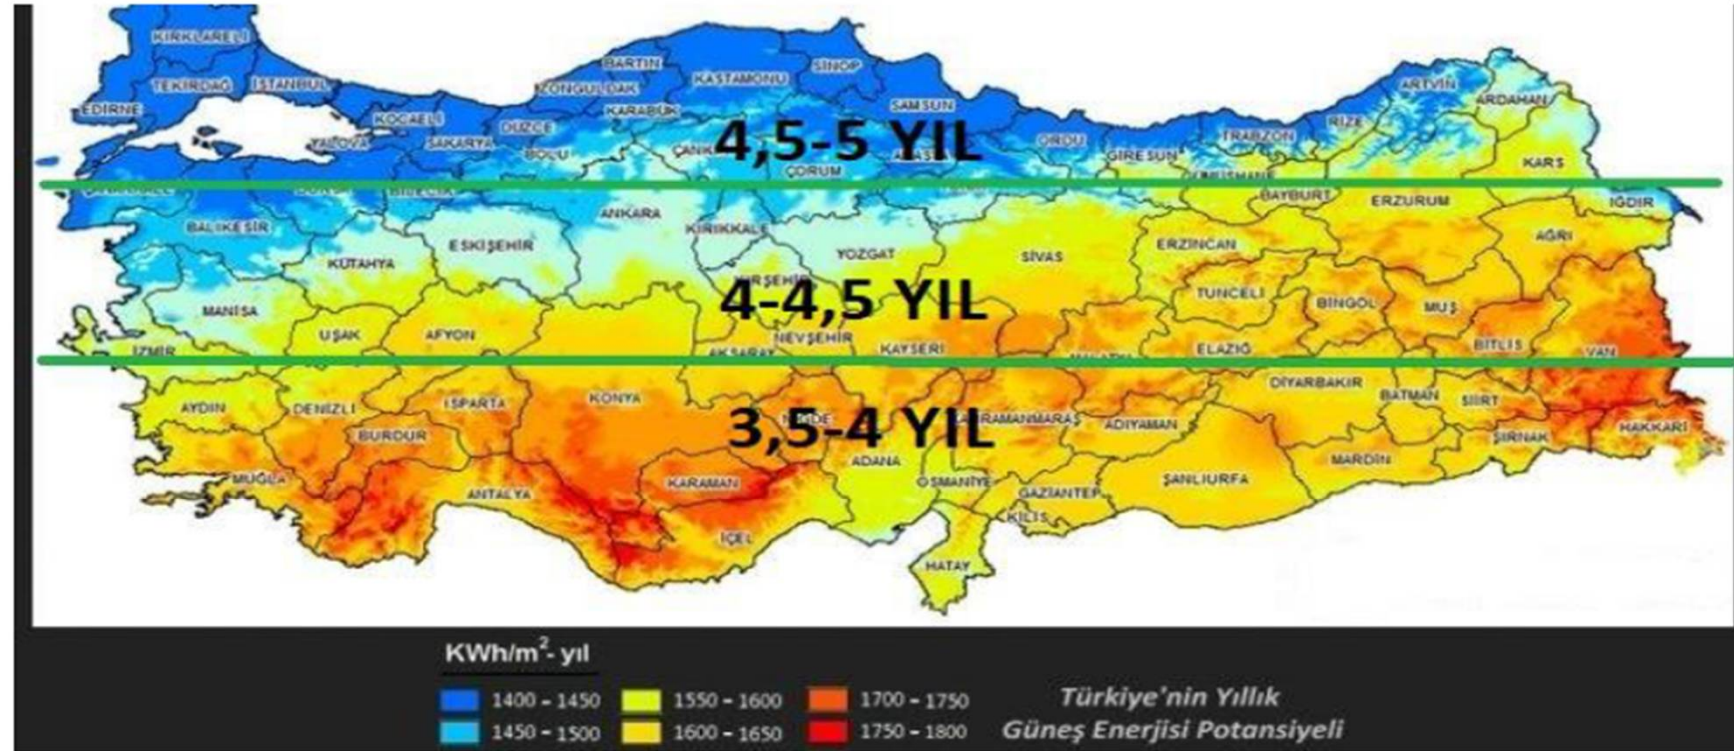 KIRKLARELİ
TEKİRDAĞ
İSTANBUL
EDİRNE
KOCAELİ
YALOVA
SAKARYA
DÜZCE
BOLU
ZONGULDAK
BARTIN
KARABÜK
KASTAMONU
SİNOP
SAMSUN
ÇORUM
ORDU
GİRESUN
TRABZON
RİZE
ARTVİN
ARDAHAN
KARS
4,5-5 YIL
BALIKESİR
KÜTAHYA
ESKİŞEHİR
ANKARA
KIRIKKALE
YOZGAT
SİVAS
ERZİNCAN
BAYBURT
ERZURUM
IĞDIR
AĞRI
MANİSA
UŞAK
AFYON
KIRŞEHİR
NEVŞEHİR
AKSARAY
KAYSERİ
TUNCELİ
BİNGOL
MUŞ
ELAZIĞ
BİTLİS
VAN
İZMİR
4-4,5 YIL
AYDIN
DENİZLİ
ISPARTA
BURDUR
KONYA
NİĞDE
ADIYAMAN
DİYARBAKIR
BATMAN
SİİRT
ŞIRNAK
HAKKARİ
3,5-4 YIL
MUĞLA
ANTALYA
KARAMAN
İÇEL
ADANA
OSMANİYE
GAZİANTEP
KİLİS
HATAY
ŞANLIURFA
MARDİN
KWh/m²- yıl
1400 – 1450
1550 – 1600
1700 – 1750
1450 – 1500
1600 – 1650
1750 – 1800
Türkiye'nin Yıllık
Güneş Enerjisi Potansiyeli